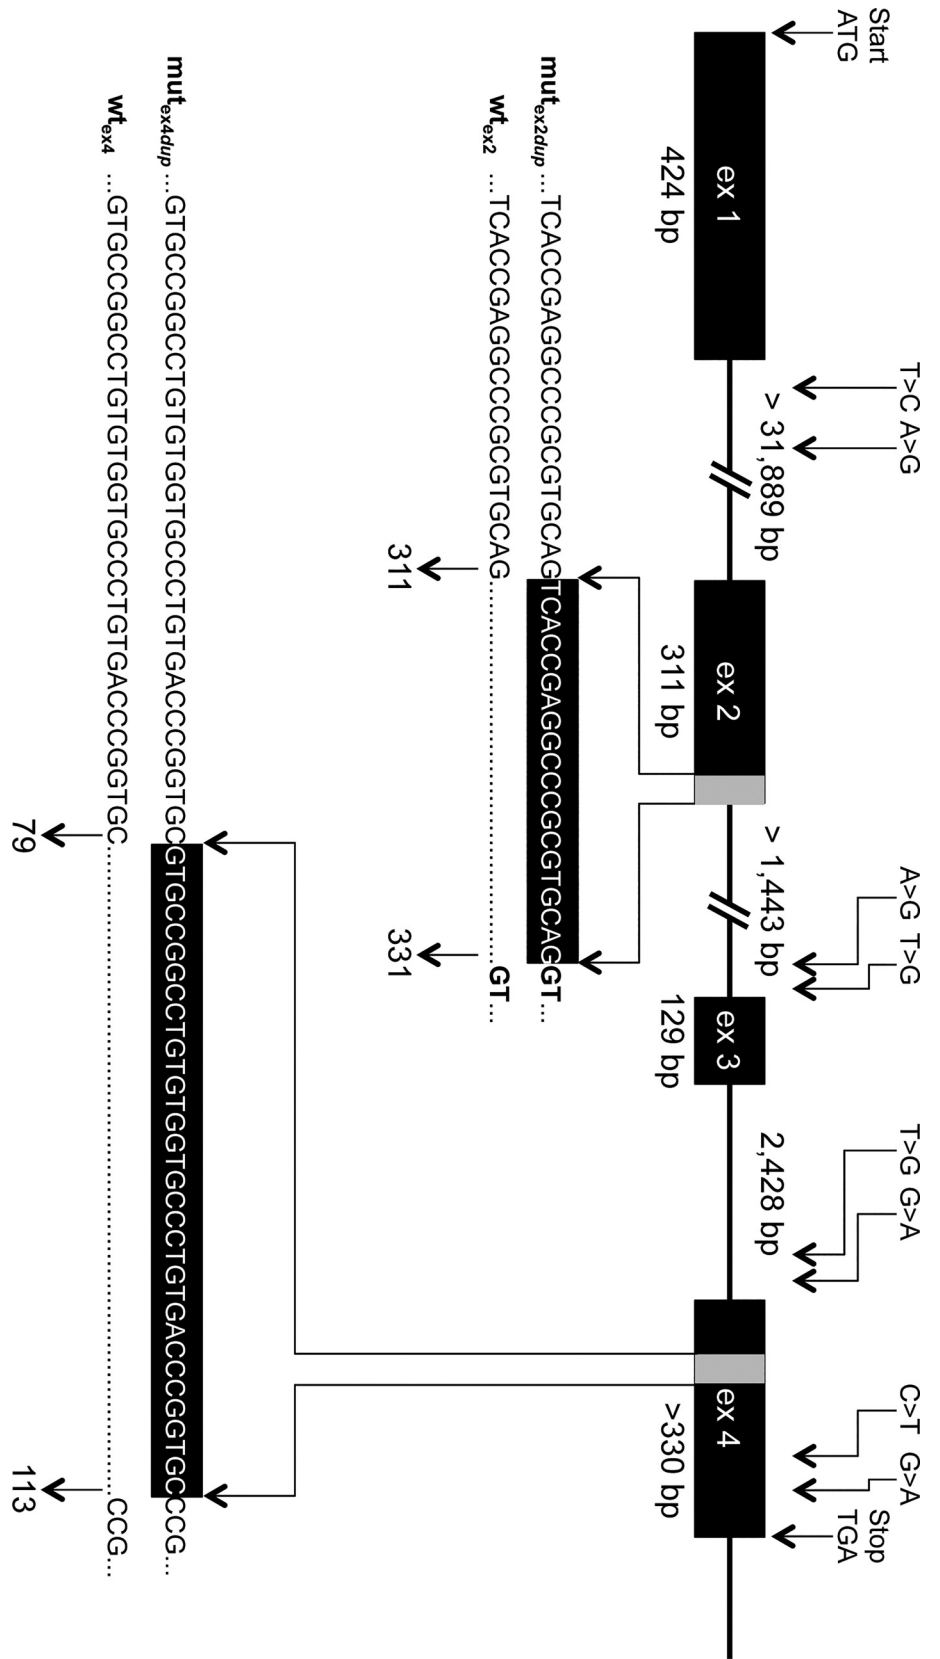 Start
ATG
T>C A>G
A>G T>G
T>G G>A
C>T G>A
Stop
TGA
> 31,889 bp
> 1,443 bp
2,428 bp
ex 1
ex 2
ex 3
ex 4
424 bp
311 bp
129 bp
>330 bp
mutex2dup ...TCACCGAGGCCCGCGTGCAGTCACCGAGGCCCGCGTGCAGGT...
wtex2 ...TCACCGAGGCCCGCGTGCAG........................................GT...
311
331
mutex4dup ...GTGCCGGCCTGTGTGGTGCCCTGTGACCCGGTGCGTGCCGGCCTGTGTGGTGCCCTGTGACCCGGTGCCCG...
wtex4 ...GTGCCGGCCTGTGTGGTGCCCTGTGACCCGGTGC....................................................................CCG...
79
113